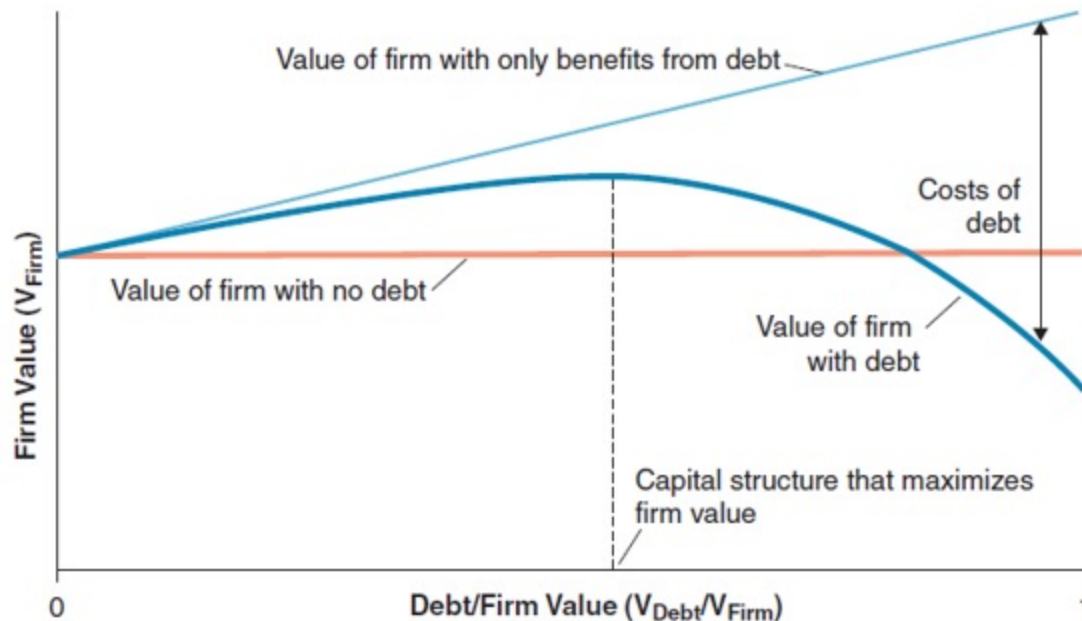 Value of firm with only benefits from debt
Costs of
debt
Value of firm with no debt
Value of firm
with debt
Firm Value (VFirm)
Capital structure that maximizes
firm value
0
Debt/Firm Value (VDebt/VFirm)